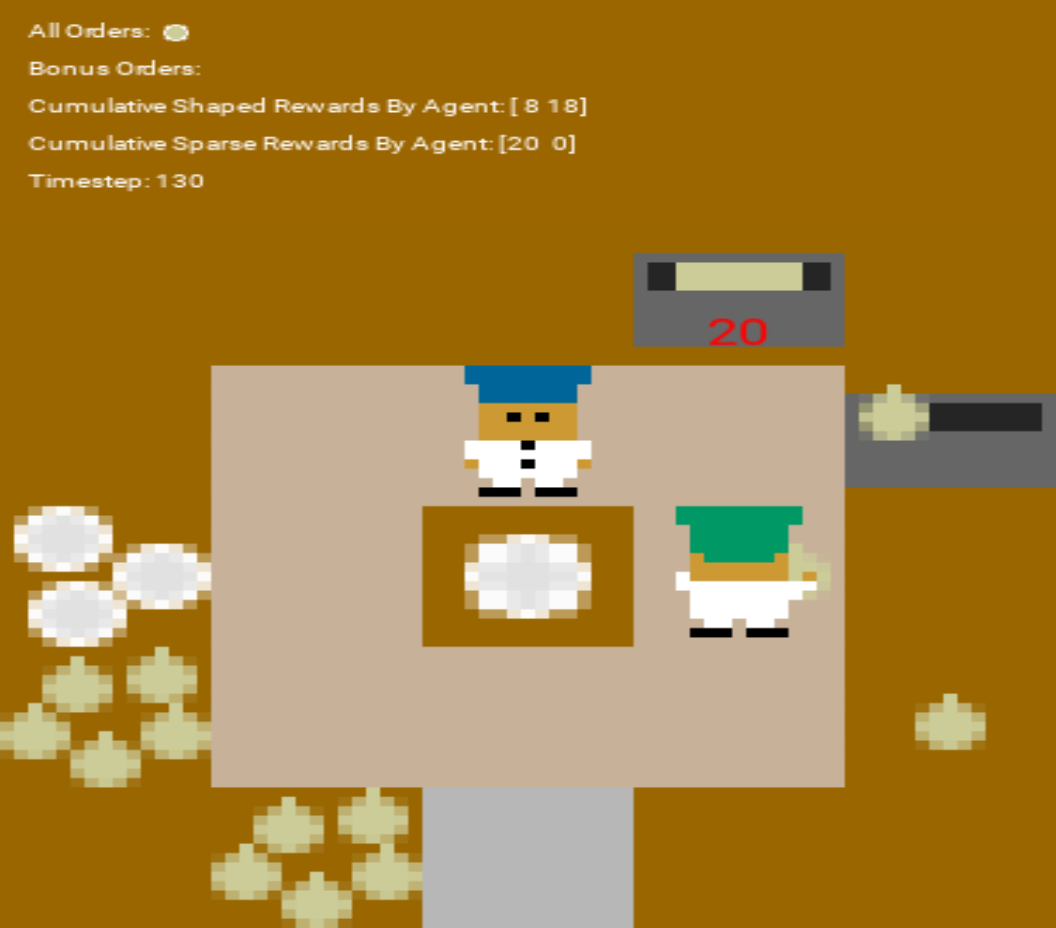 All Orders:
Bonus Orders:
Cumulative Shaped Rewards By Agent: [ 8 18]
Cumulative Sparse Rewards By Agent: [20  0]
Timestep: 130
20